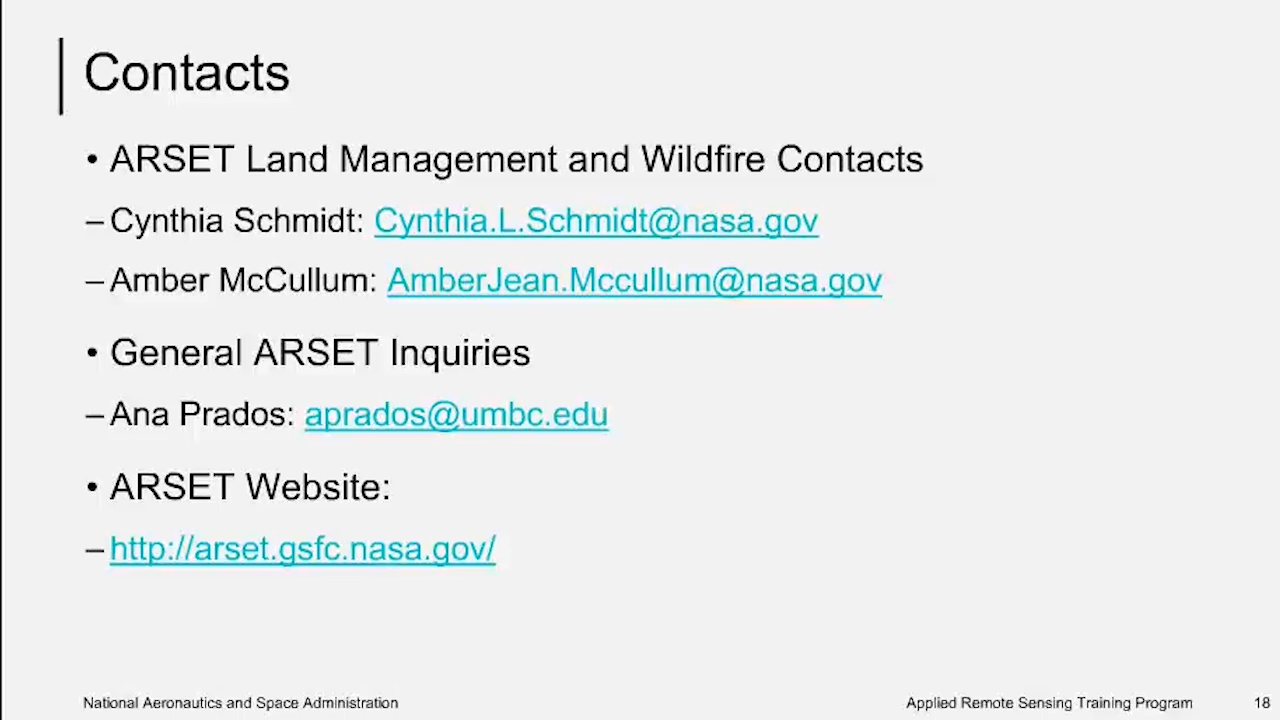 Contacts
• ARSET Land Management and Wildfire Contacts
– Cynthia Schmidt: Cynthia.L.Schmidt@nasa.gov
– Amber McCullum: AmberJean.Mccullum@nasa.gov
• General ARSET Inquiries
– Ana Prados: aprados@umbc.edu
• ARSET Website:
– http://arset.gsfc.nasa.gov/
National Aeronautics and Space Administration
Applied Remote Sensing Training Program
18